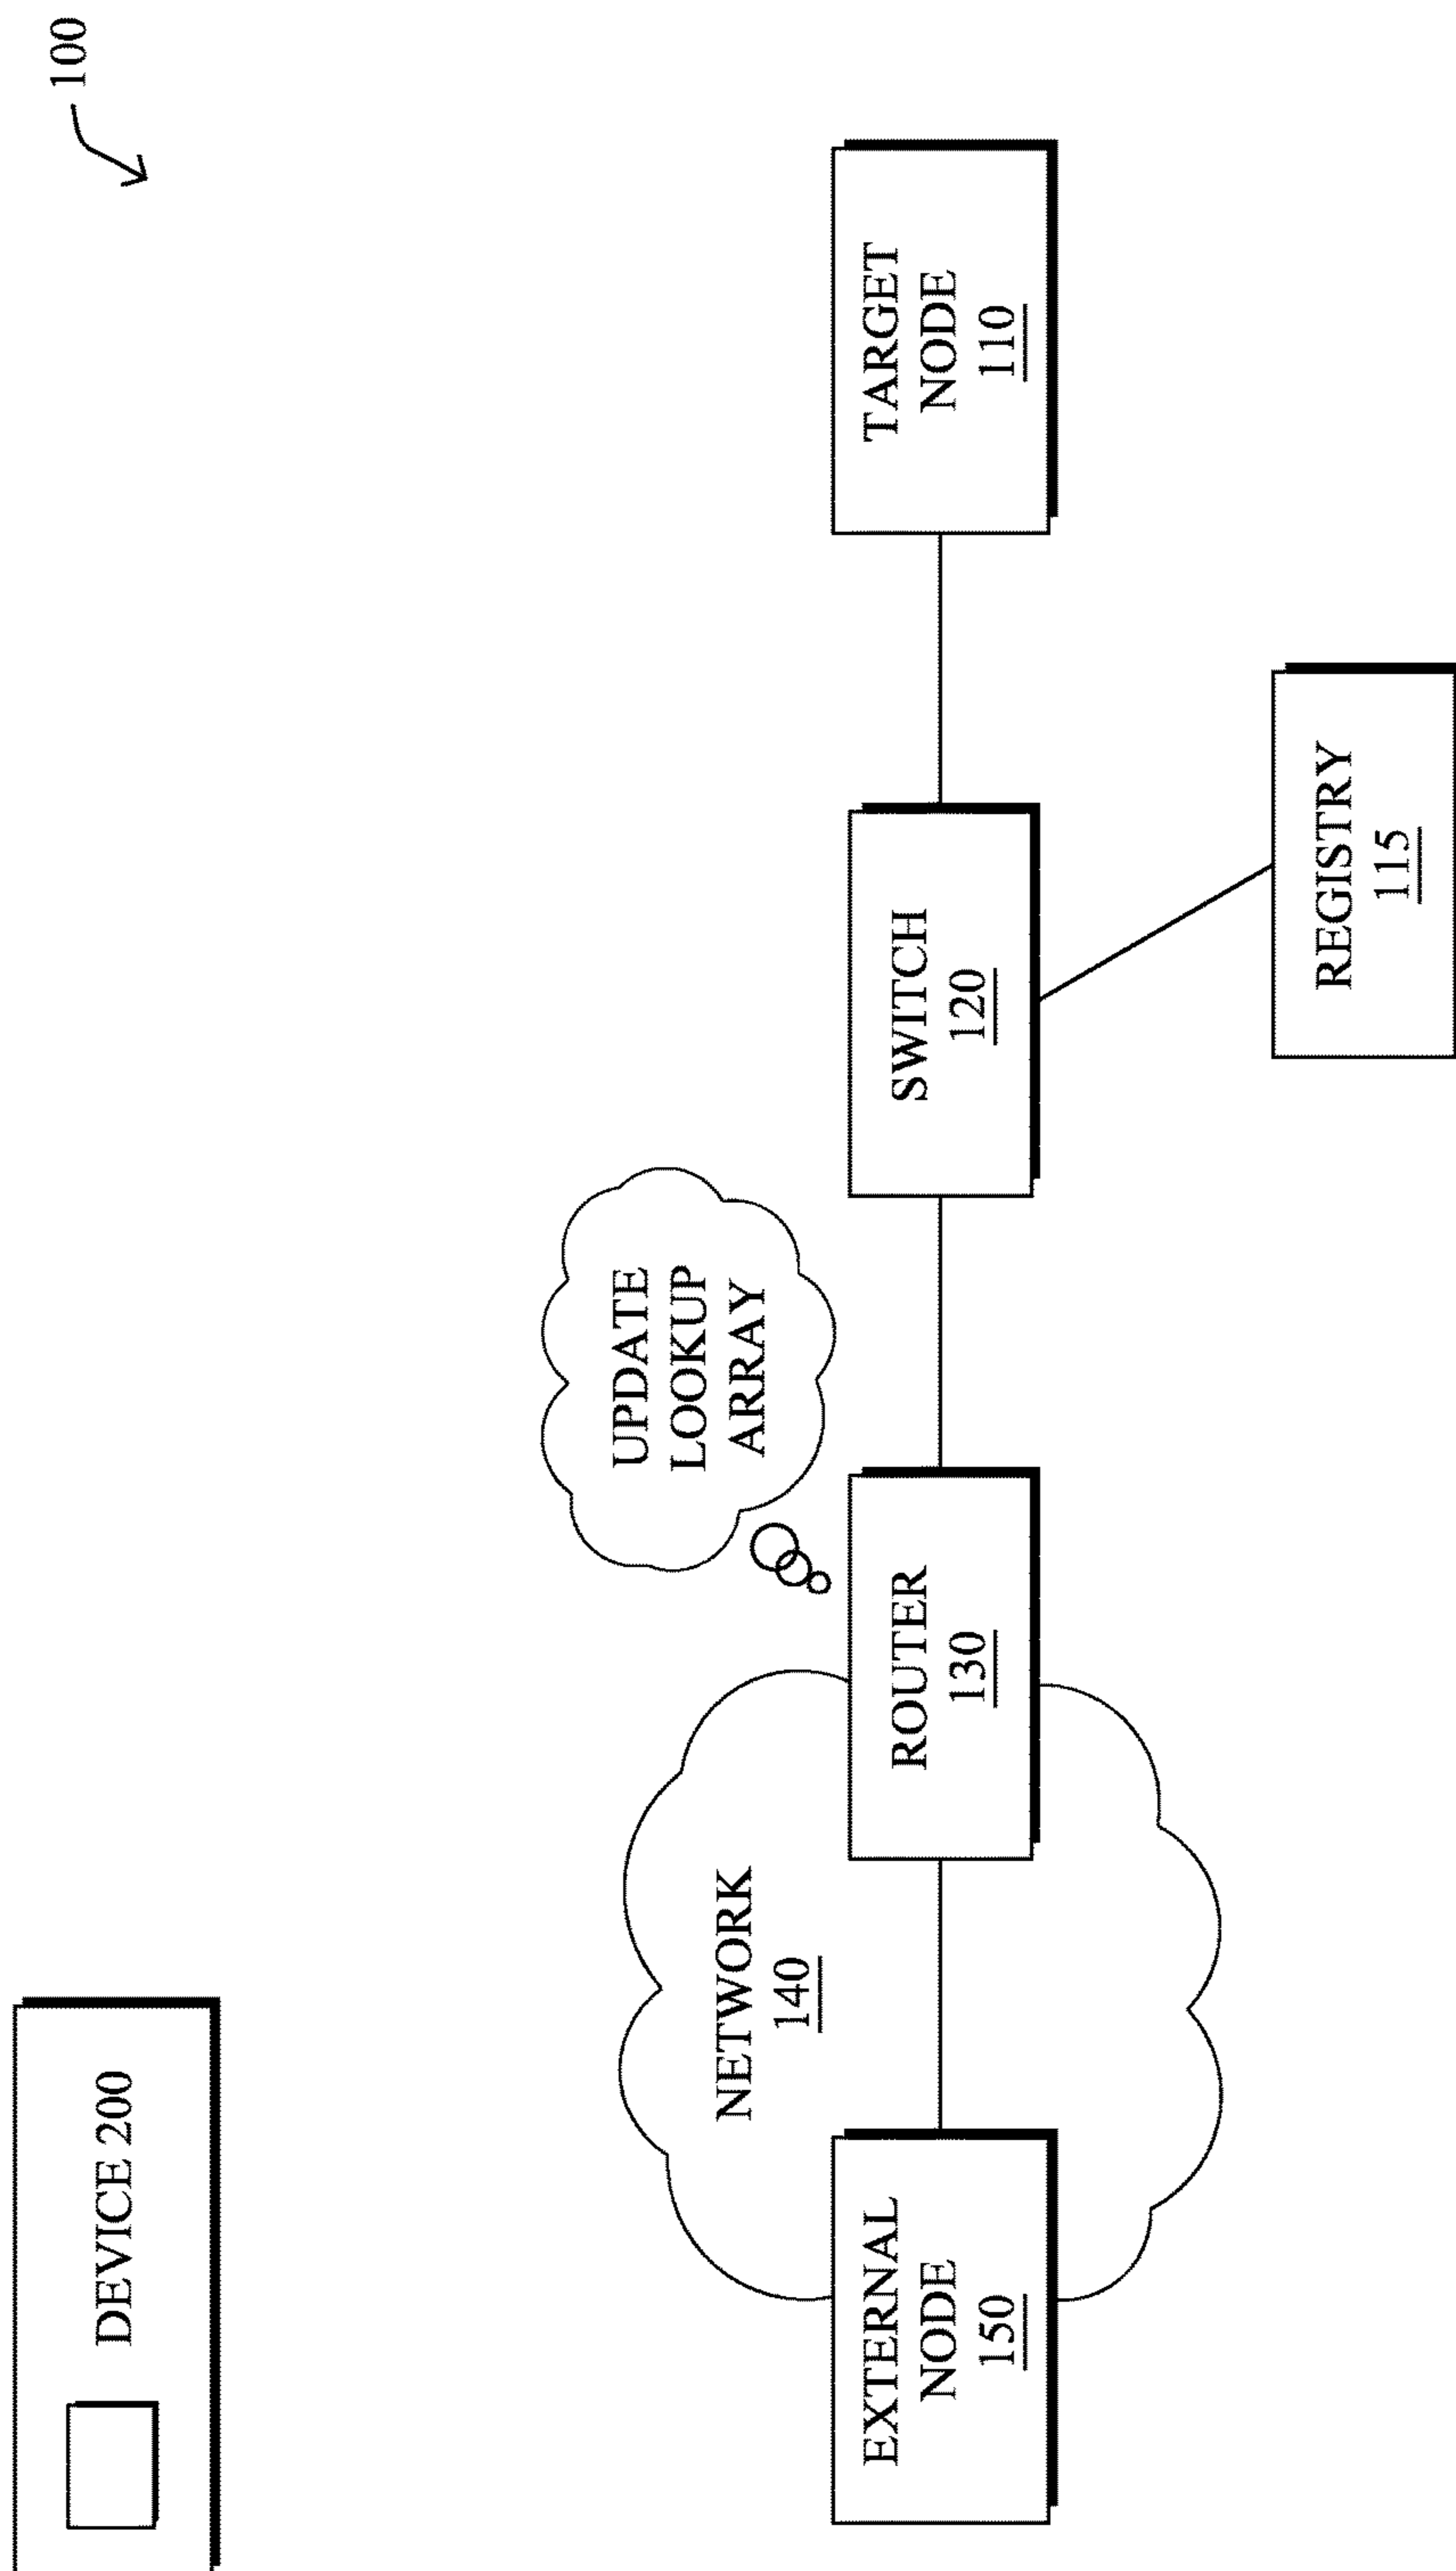 100
DEVICE 200
UPDATE
LOOKUP
ARRAY
NETWORK
140
EXTERNAL
NODE
150
ROUTER
130
SWITCH
120
TARGET
NODE
110
REGISTRY
115